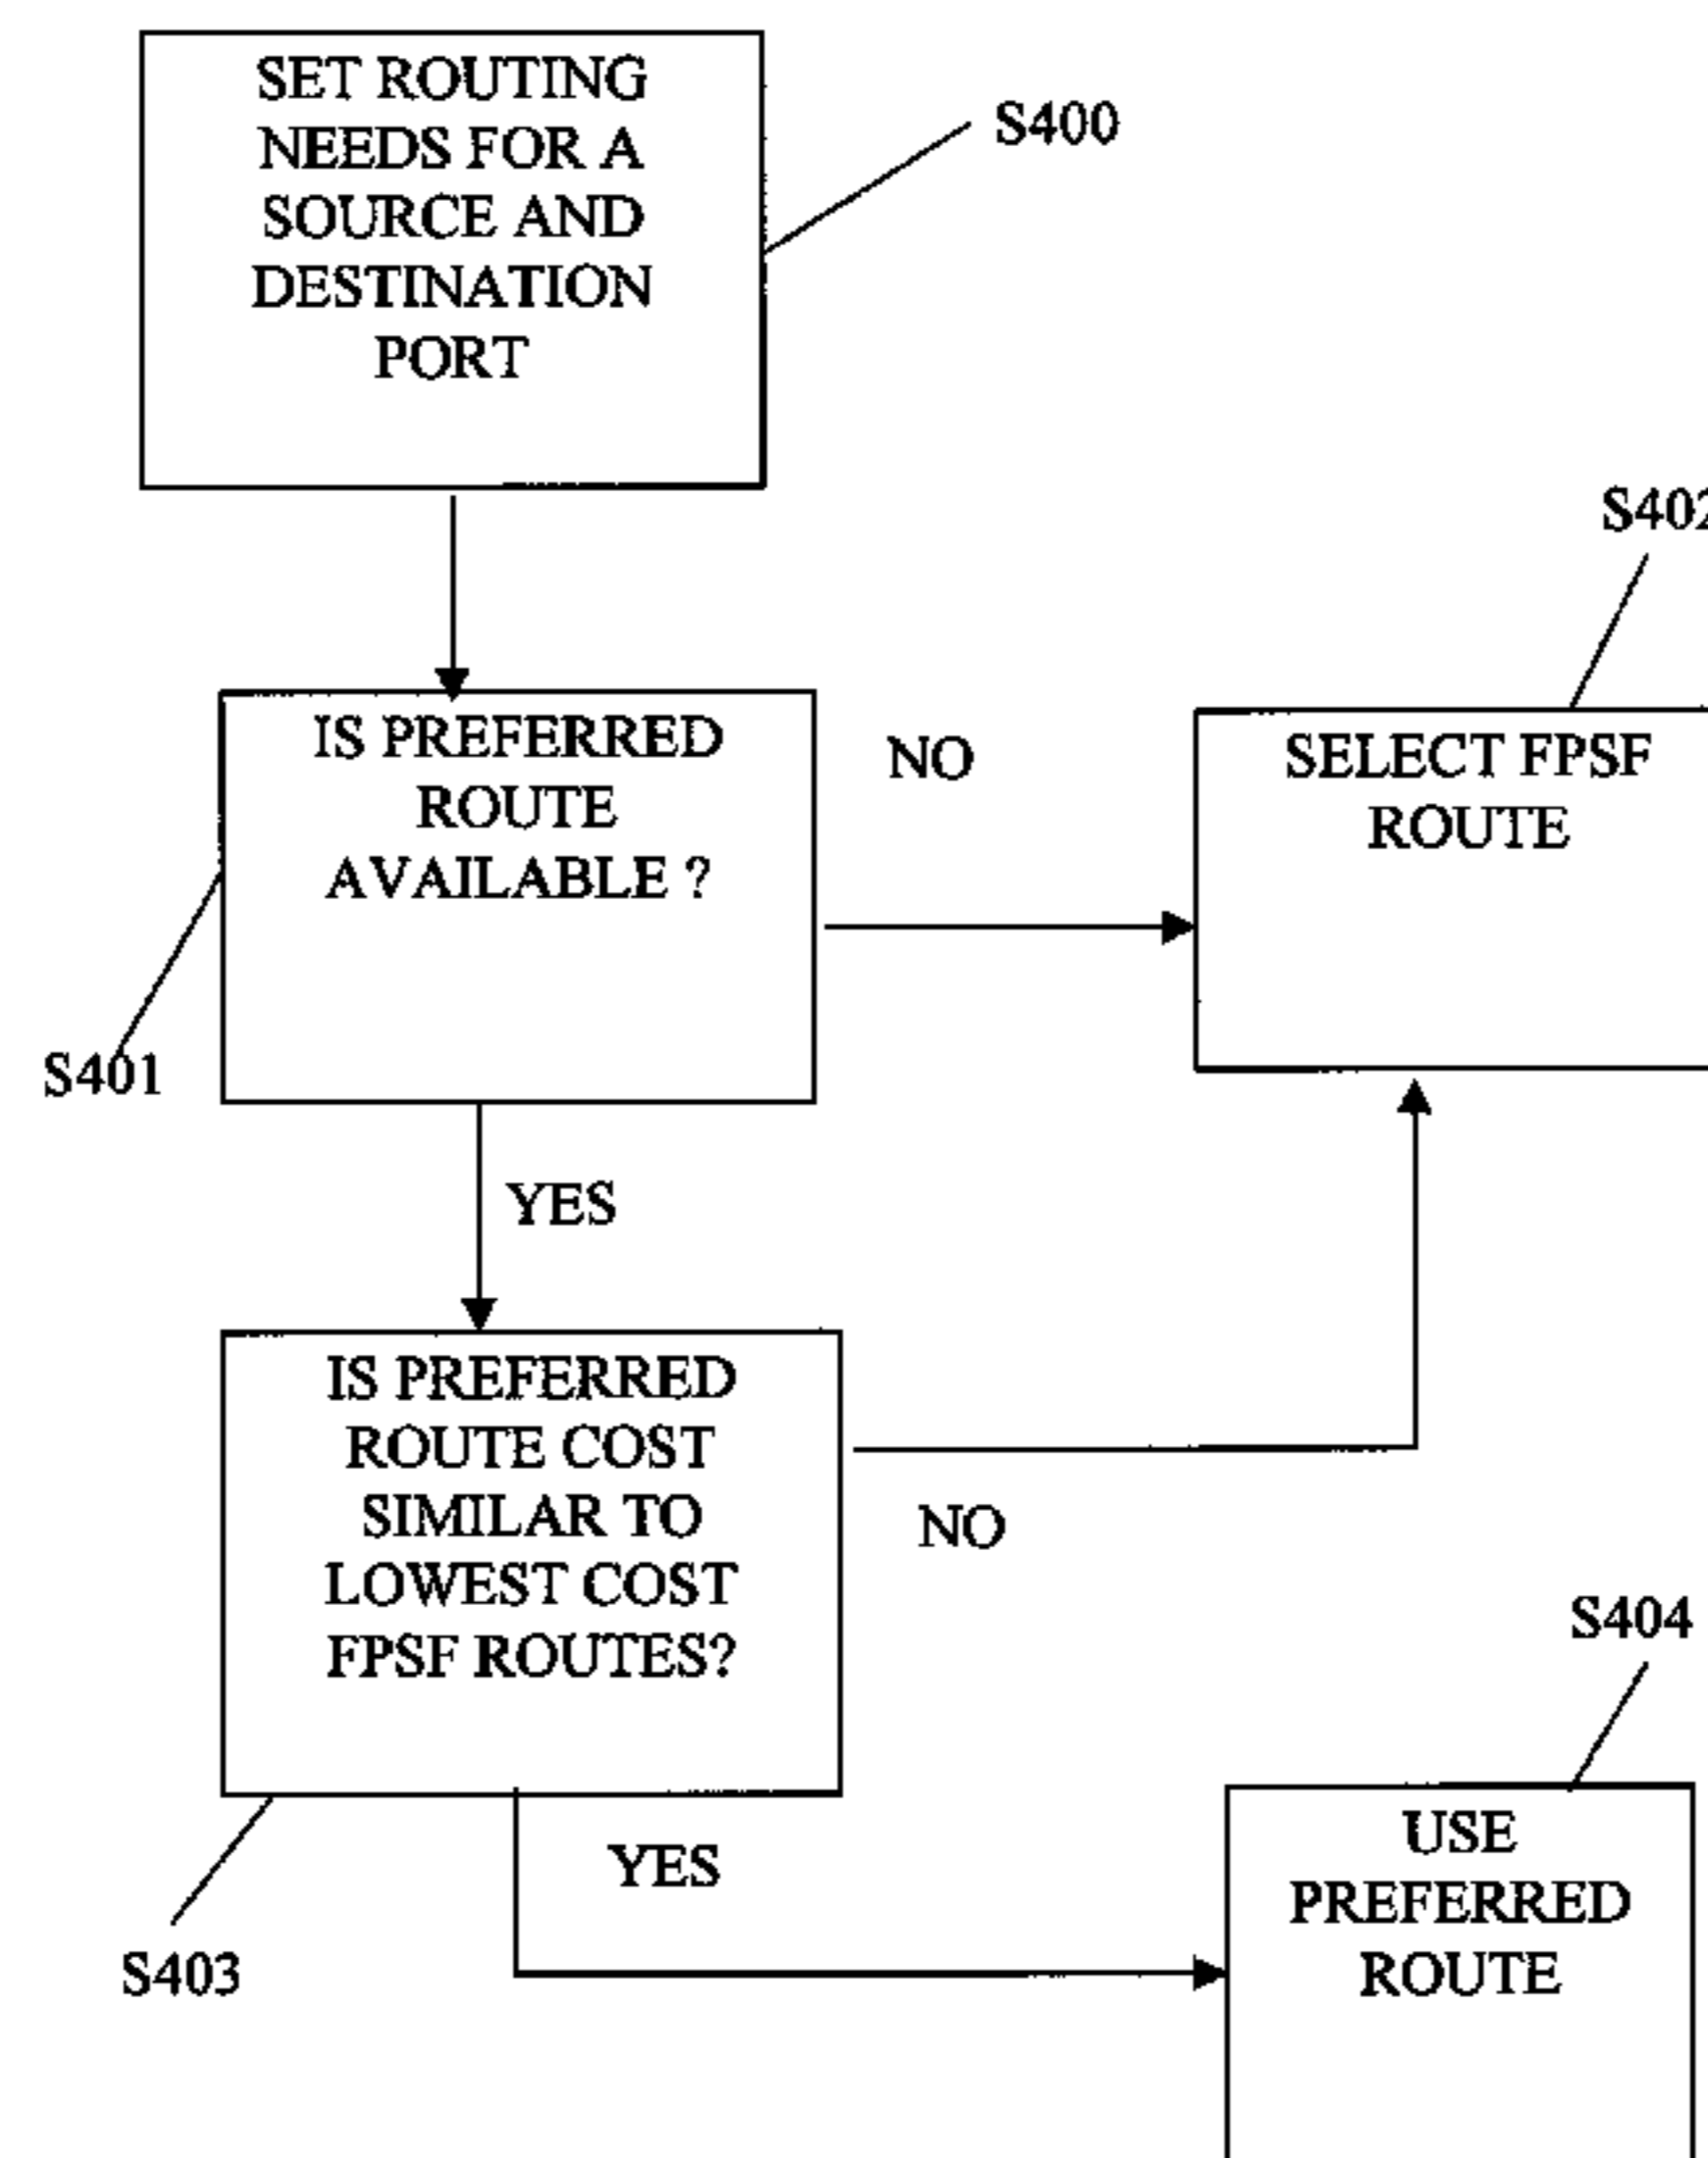 SET ROUTING
NEEDS FOR A
SOURCE AND
DESTINATION
PORT
S400
S402
IS PREFERRED
ROUTE
AVAILABLE ?
NO
SELECT FPSF
ROUTE
S401
YES
IS PREFERRED
ROUTE COST
SIMILAR TO
LOWEST COST
FPSF ROUTES?
NO
S404
YES
USE
PREFERRED
ROUTE
S403